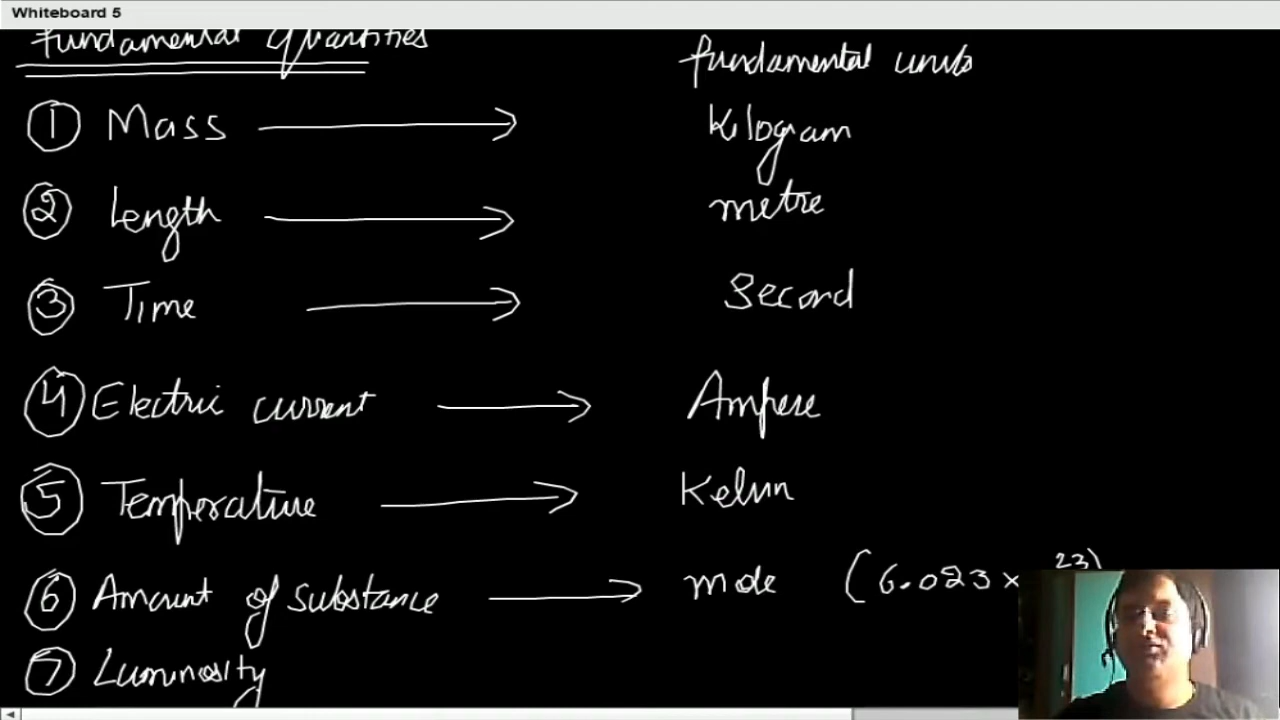 Whiteboard 5
Fundamental Quantities
fundamental units
① Mass → Kilogram
② Length → metre
③ Time → Second
④ Electric current → Ampere
⑤ Temperature → Kelvin
⑥ Amount of substance → mole (6.023 × 23)
⑦ Luminosity